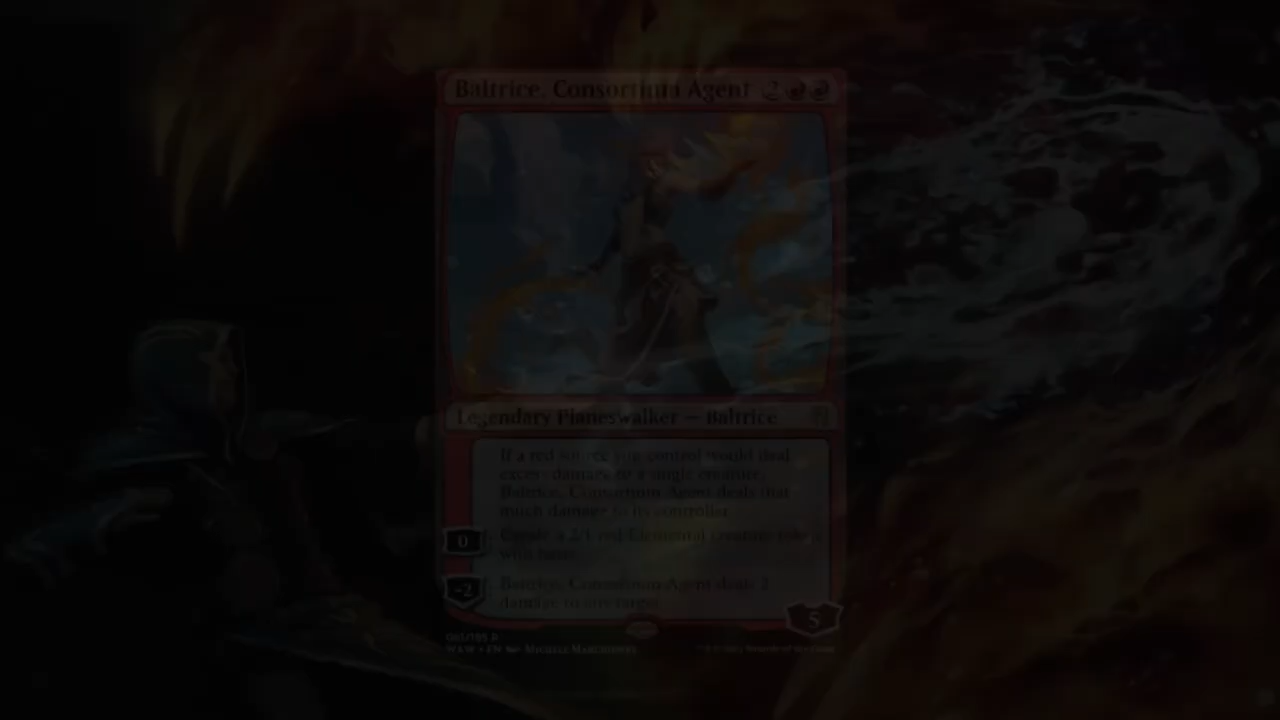 Baltrice, Consortium Agent 2
Legendary Planeswalker — Baltrice
If a red source you control would deal
excess damage to a single creature,
Baltrice, Consortium Agent deals that
much damage to its controller.
0 Create a 2/1 red Elemental creature token
with haste.
-2 Baltrice, Consortium Agent deals 2
damage to any target.
5